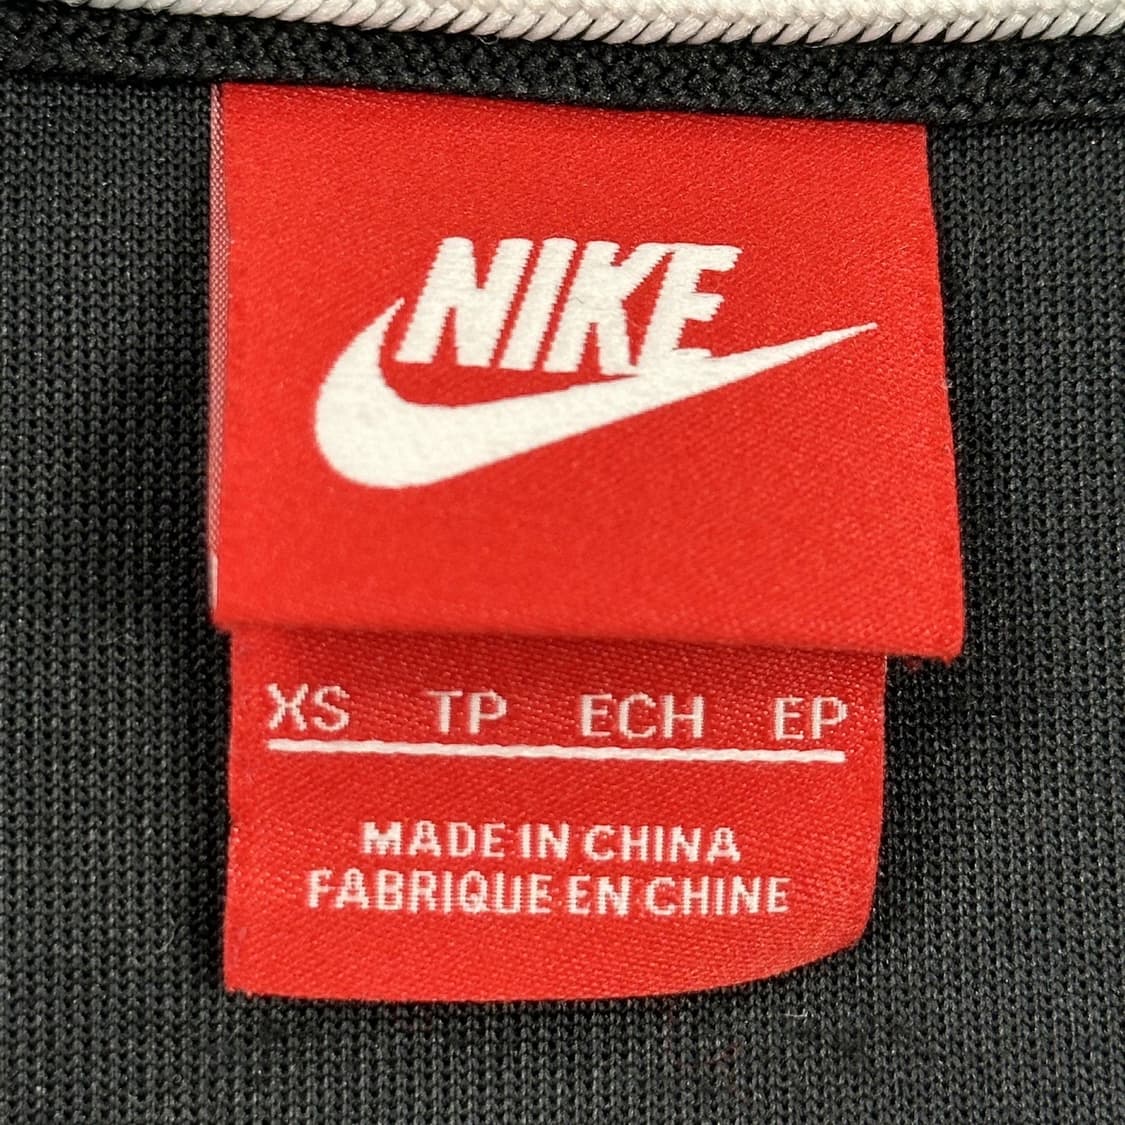 NIKE
XS TP ECH EP
MADE IN CHINA
FABRIQUE EN CHINE